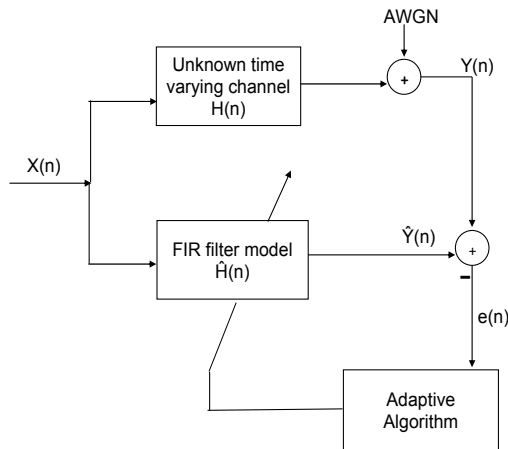 AWGN
Unknown time
varying channel
H(n)
+
Y(n)
X(n)
FIR filter model
Ĥ(n)
Ŷ(n)
+
-
e(n)
Adaptive
Algorithm